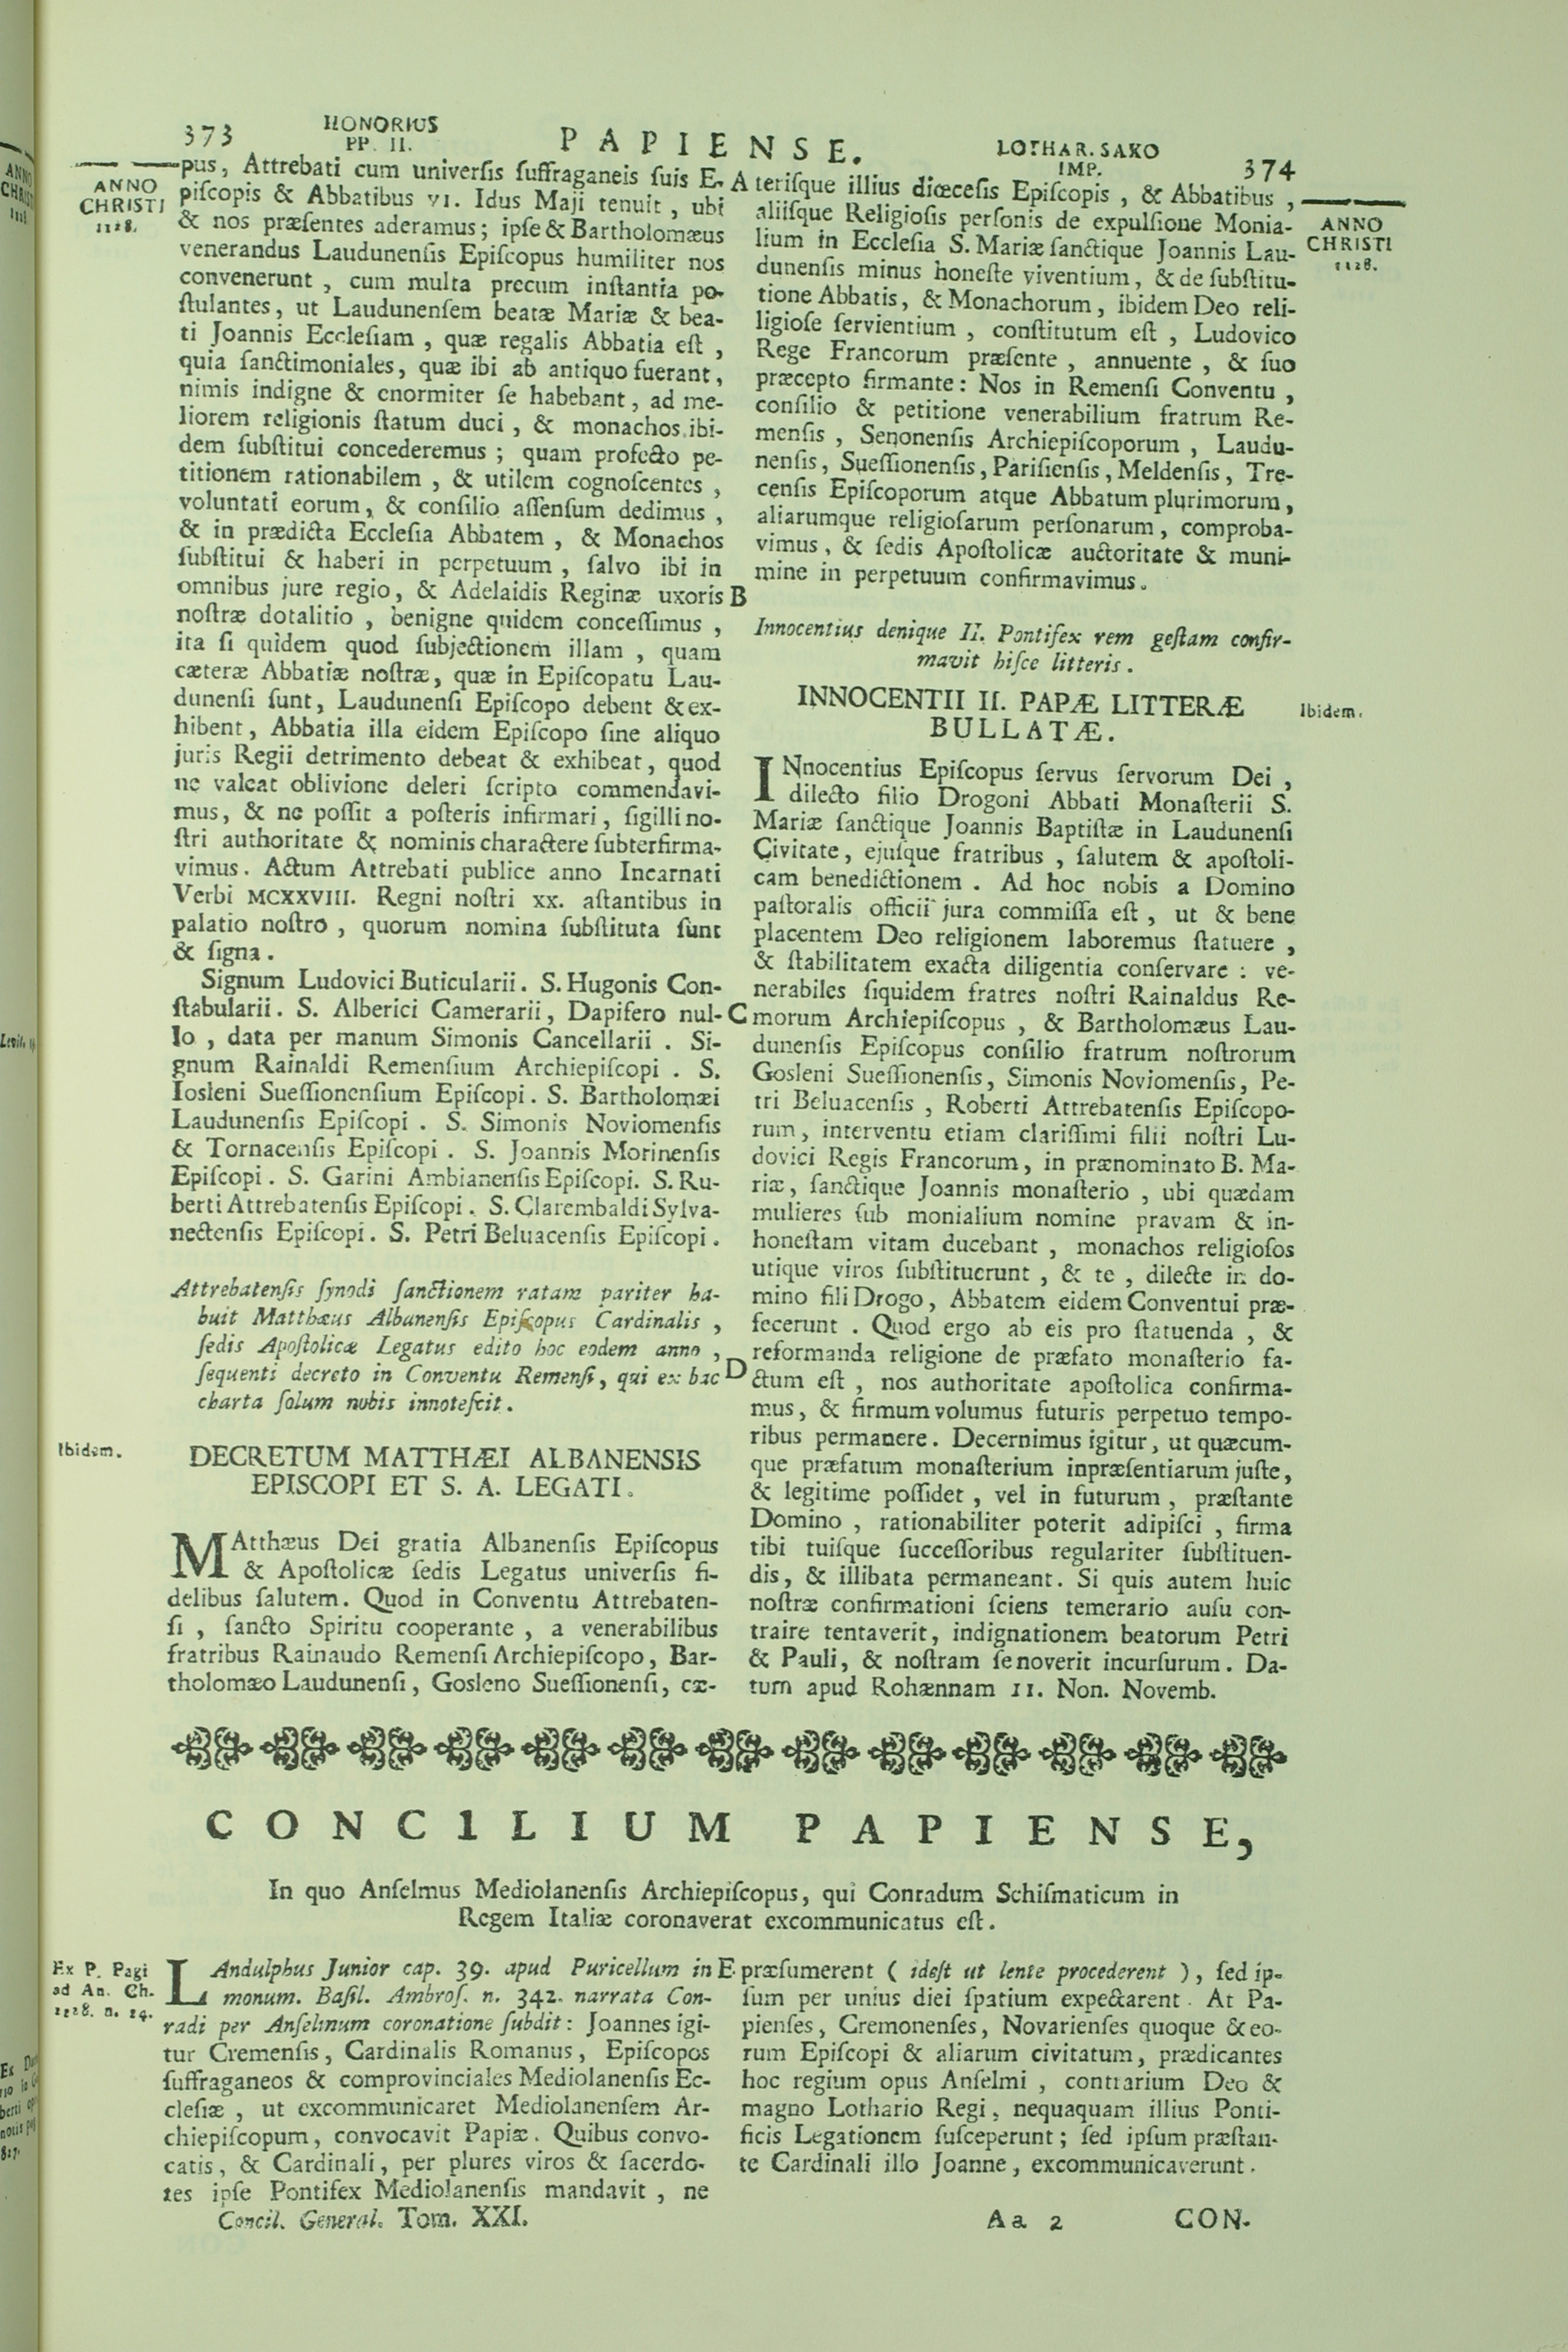 373
HONORIUS
PP. II.
PAPIENSE.
LOTHAR. SAXO
IMP.
374
ANNO
CHRISTI
1128.
pus, Attrebati cum univerſis ſuffraganeis ſuis E-
piſcopis & Abbatibus VI. Idus Maji tenuit, ubi
& nos præſentes aderamus; ipſe & Bartholomæus
venerandus Laudunenſis Epiſcopus humiliter nos
convenerunt, cum multa precum inſtantia po-
ſtulantes, ut Laudunenſem beatæ Mariæ & bea-
ti Joannis Eccleſiam, quæ regalis Abbatia eſt,
quia ſanctimoniales, quæ ibi ab antiquo fuerant,
nimis indigne & enormiter ſe habebant, ad me-
liorem religionis ſtatum duci, & monachos ibi-
dem ſubſtitui concederemus; quam profecto pe-
titionem rationabilem, & utilem cognoſcentes,
voluntati eorum, & conſilio aſſenſum dedimus,
& in prædicta Eccleſia Abbatem, & Monachos
ſubſtitui & haberi in perpetuum, ſalvo ibi in
omnibus jure regio, & Adelaidis Reginæ uxoris
noſtræ dotalitio, benigne quidem conceſſimus,
ita ſi quidem quod ſubjectionem illam, quam
cæteræ Abbatiæ noſtræ, quæ in Epiſcopatu Lau-
dunenſi ſunt, Laudunenſi Epiſcopo debent & ex-
hibent, Abbatia illa eidem Epiſcopo ſine aliquo
juris Regii detrimento debeat & exhibeat, quod
ne valeat oblivione deleri ſcripto commendavi-
mus, & ne poſſit a poſteris infirmari, ſigilli no-
ſtri authoritate & nominis charactere ſubterfirma-
vimus. Actum Attrebati publice anno Incarnati
Verbi MCXXVIII. Regni noſtri XX. aſtantibus in
palatio noſtro, quorum nomina ſubſtituta ſunt
& ſigna.
Signum Ludovici Buticularii. S. Hugonis Con-
ſtabularii. S. Alberici Camerarii, Dapifero nul-
lo, data per manum Simonis Cancellarii. Si-
gnum Rainaldi Remenſium Archiepiſcopi. S.
Iosleni Sueſſionenſium Epiſcopi. S. Bartholomæi
Laudunenſis Epiſcopi. S. Simonis Noviomenſis
& Tornacenſis Epiſcopi. S. Joannis Morinenſis
Epiſcopi. S. Garini Ambianenſis Epiſcopi. S. Ru-
berti Attrebatenſis Epiſcopi. S. Clarembaldi Sylva-
nectenſis Epiſcopi. S. Petri Beluacenſis Epiſcopi.
Attrebatenſis ſynodi ſanctionem ratam pariter ha-
buit Matthæus Albanenſis Epiſcopus Cardinalis,
ſedis Apoſtolicæ Legatus edito hoc eodem anno,
ſequenti decreto in Conventu Remenſi, qui ex hac
charta ſolum nobis innoteſcit.
Ibidem.
DECRETUM MATTHÆI ALBANENSIS
EPISCOPI ET S. A. LEGATI.
MAtthæus Dei gratia Albanenſis Epiſcopus
& Apoſtolicæ ſedis Legatus univerſis fi-
delibus ſalutem. Quod in Conventu Attrebaten-
ſi, ſancto Spiritu cooperante, a venerabilibus
fratribus Rainaudo Remenſi Archiepiſcopo, Bar-
tholomæo Laudunenſi, Gosleno Sueſſionenſi, cæ-
A
B
C
D
teriſque illius diœceſis Epiſcopis, & Abbatibus,
aliiſque Religioſis perſonis de expulſione Monia-
lium in Eccleſia S. Mariæ ſanctique Joannis Lau-
dunenſis minus honeſte viventium, & de ſubſtitu-
tione Abbatis, & Monachorum, ibidem Deo reli-
ligioſe ſervientium, conſtitutum eſt, Ludovico
Rege Francorum præſente, annuente, & ſuo
præcepto firmante: Nos in Remenſi Conventu,
conſilio & petitione venerabilium fratrum Re-
menſis, Senonenſis Archiepiſcoporum, Laudu-
nenſis, Sueſſionenſis, Pariſienſis, Meldenſis, Tre-
cenſis Epiſcoporum atque Abbatum plurimorum,
aliarumque religioſarum perſonarum, comproba-
vimus, & ſedis Apoſtolicæ auctoritate & muni-
mine in perpetuum confirmavimus.
Innocentius denique II. Pontifex rem geſtam confir-
mavit hiſce litteris.
INNOCENTII II. PAPÆ LITTERÆ
BULLATÆ.
Ibidem.
ANNO
CHRISTI
1128.
INnocentius Epiſcopus ſervus ſervorum Dei,
dilecto filio Drogoni Abbati Monaſterii S.
Mariæ ſanctique Joannis Baptiſtæ in Laudunenſi
Civitate, ejuſque fratribus, ſalutem & apoſtoli-
cam benedictionem. Ad hoc nobis a Domino
paſtoralis officii jura commiſſa eſt, ut & bene
placentem Deo religionem laboremus ſtatuere,
& ſtabilitatem exacta diligentia conſervare: ve-
nerabiles ſiquidem fratres noſtri Rainaldus Re-
morum Archiepiſcopus, & Bartholomæus Lau-
dunenſis Epiſcopus conſilio fratrum noſtrorum
Gosleni Sueſſionenſis, Simonis Noviomenſis, Pe-
tri Beluacenſis, Roberti Attrebatenſis Epiſcopo-
rum, interventu etiam clariſſimi filii noſtri Lu-
dovici Regis Francorum, in prænominato B. Ma-
riæ, ſanctique Joannis monaſterio, ubi quædam
mulieres ſub monialium nomine pravam & in-
honeſtam vitam ducebant, monachos religioſos
utique viros ſubſtituerunt, & te, dilecte in do-
mino fili Drogo, Abbatem eidem Conventui præ-
fecerunt. Quod ergo ab eis pro ſtatuenda, &
reformanda religione de præfato monaſterio fa-
ctum eſt, nos authoritate apoſtolica confirma-
mus, & firmum volumus futuris perpetuo tempo-
ribus permanere. Decernimus igitur, ut quæcum-
que præfatum monaſterium inpræſentiarum juſte,
& legitime poſſidet, vel in futurum, præſtante
Domino, rationabiliter poterit adipiſci, firma
tibi tuiſque ſucceſſoribus regulariter ſubſtituen-
dis, & illibata permaneant. Si quis autem huic
noſtræ confirmationi ſciens temerario auſu con-
traire tentaverit, indignationem beatorum Petri
& Pauli, & noſtram ſe noverit incurſurum. Da-
tum apud Rohænnam II. Non. Novemb.
CONC1LIUM PAPIENSE,
In quo Anſelmus Mediolanenſis Archiepiſcopus, qui Conradum Schiſmaticum in
Regem Italiæ coronaverat excommunicatus eſt.
Ex P. Pagi
ad An. Ch.
1128. n. 14.
LAndulphus Junior cap. 39. apud Puricellum in
monum. Baſil. Ambroſ. n. 342. narrata Con-
radi per Anſelmum coronatione ſubdit: Joannes igi-
tur Cremenſis, Cardinalis Romanus, Epiſcopos
ſuffraganeos & comprovinciales Mediolanenſis Ec-
cleſiæ, ut excommunicaret Mediolanenſem Ar-
chiepiſcopum, convocavit Papiæ. Quibus convo-
catis, & Cardinali, per plures viros & ſacerdo-
tes ipſe Pontifex Mediolanenſis mandavit, ne
E
præſumerent (ideſt ut lente procederent), ſed ip-
ſum per unius diei ſpatium expectarent. At Pa-
pienſes, Cremonenſes, Novarienſes quoque & eo-
rum Epiſcopi & aliarum civitatum, prædicantes
hoc regium opus Anſelmi, contrarium Deo &
magno Lothario Regi, nequaquam illius Ponti-
ficis Legationem ſuſceperunt; ſed ipſum præſtan-
te Cardinali illo Joanne, excommunicaverunt.
Concil. General. Tom. XXI.
Aa 2
CON-